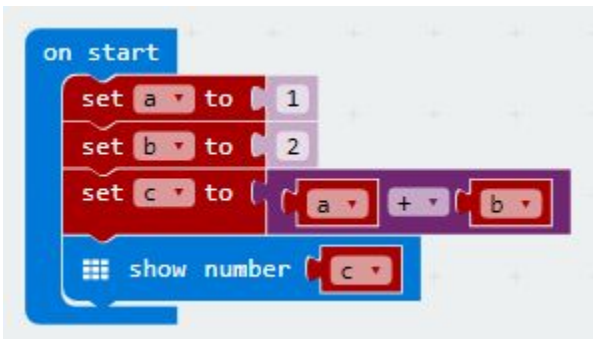 on start
set a to 1
set b to 2
set c to a + b
show number c